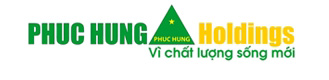 PHUC HUNG PHUC HUNG Holdings
Vì chất lượng sống mới